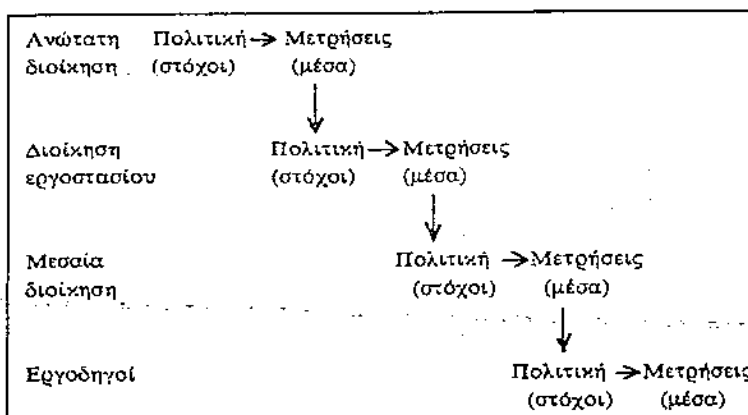 Ανώτατη Πολιτική → Μετρήσεις
διοίκηση (στόχοι) (μέσα)
Διοίκηση Πολιτική → Μετρήσεις
εργοστασίου (στόχοι) (μέσα)
Μεσαία Πολιτική → Μετρήσεις
διοίκηση (στόχοι) (μέσα)
Εργοδηγοί Πολιτική → Μετρήσεις
(στόχοι) (μέσα)